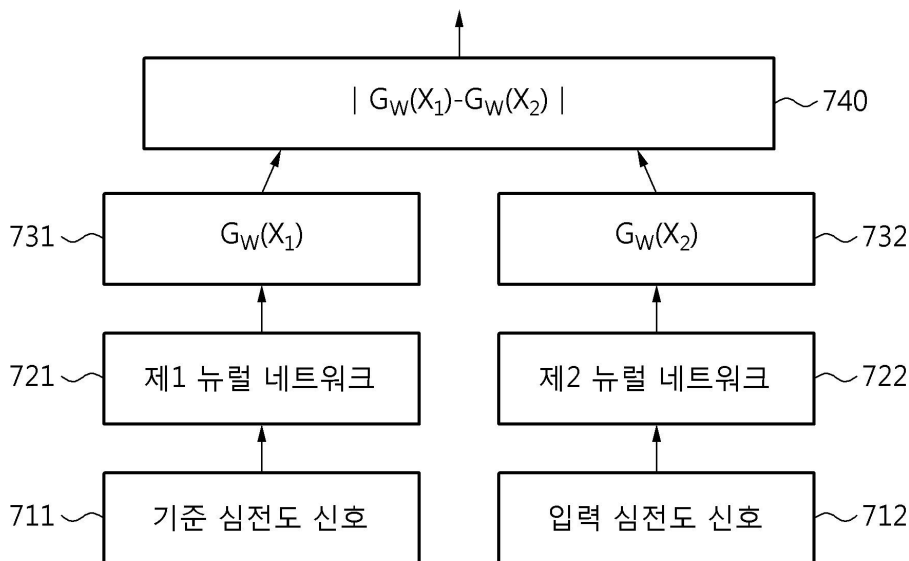 | G_W(X_1)-G_W(X_2) |
740
731
G_W(X_1)
G_W(X_2)
732
721
제1 뉴럴 네트워크
제2 뉴럴 네트워크
722
711
기준 심전도 신호
입력 심전도 신호
712